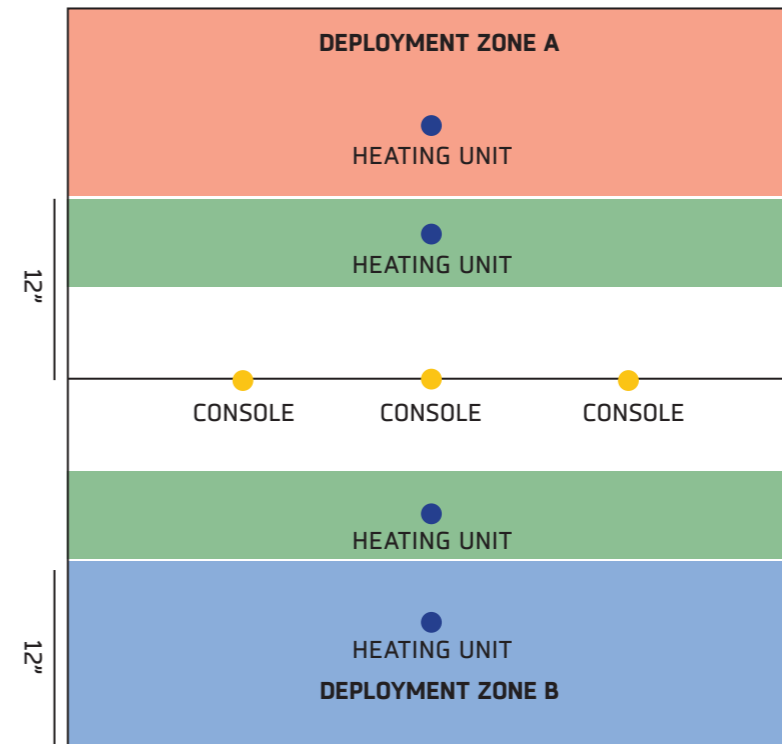 DEPLOYMENT ZONE A
HEATING UNIT
HEATING UNIT
12”
CONSOLE CONSOLE CONSOLE
HEATING UNIT
12”
HEATING UNIT
DEPLOYMENT ZONE B